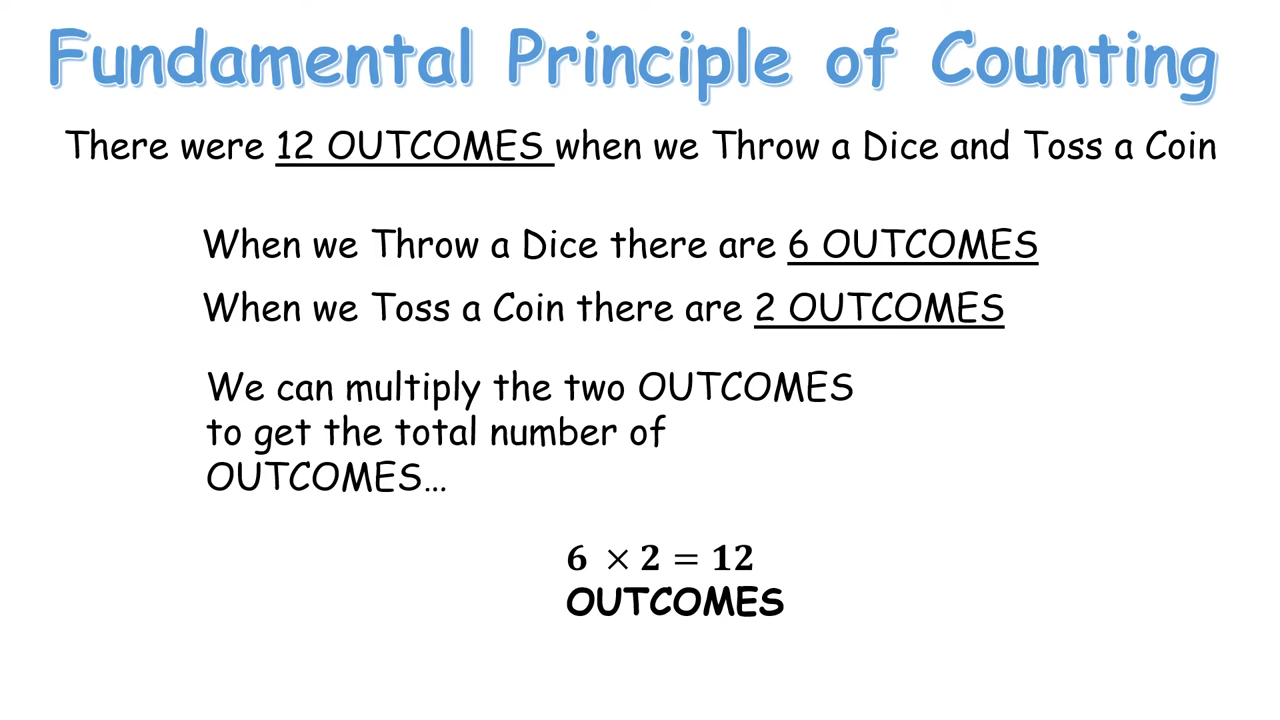 Fundamental Principle of Counting
There were 12 OUTCOMES when we Throw a Dice and Toss a Coin
When we Throw a Dice there are 6 OUTCOMES
When we Toss a Coin there are 2 OUTCOMES
We can multiply the two OUTCOMES
to get the total number of
OUTCOMES…
6 × 2 = 12
OUTCOMES